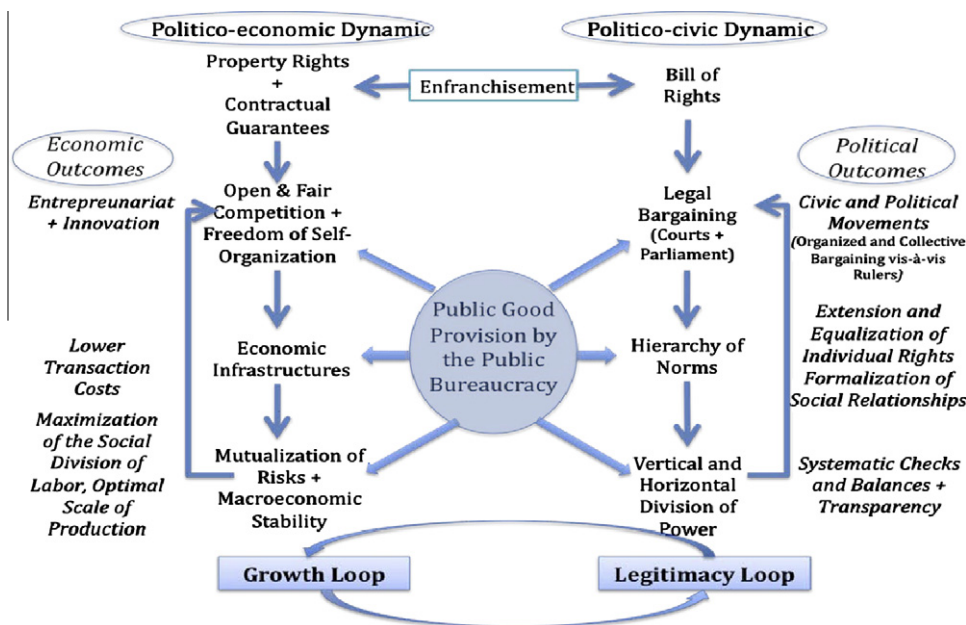 Politico-economic Dynamic
Politico-civic Dynamic
Property Rights
+
Contractual
Guarantees
Enfranchisement
Bill of
Rights
Economic
Outcomes
Political
Outcomes
Entrepreunariat
+ Innovation
Open & Fair
Competition +
Freedom of Self-
Organization
Legal
Bargaining
(Courts +
Parliament)
Civic and Political
Movements
(Organized and Collective
Bargaining vis-à-vis
Rulers)
Public Good
Provision by
the Public
Bureaucracy
Lower
Transaction
Costs
Economic
Infrastructures
Hierarchy of
Norms
Extension and
Equalization of
Individual Rights
Formalization of
Social Relationships
Maximization
of the Social
Division of
Labor, Optimal
Scale of
Production
Mutualization of
Risks +
Macroeconomic
Stability
Vertical and
Horizontal
Division of
Power
Systematic Checks
and Balances +
Transparency
Growth Loop
Legitimacy Loop